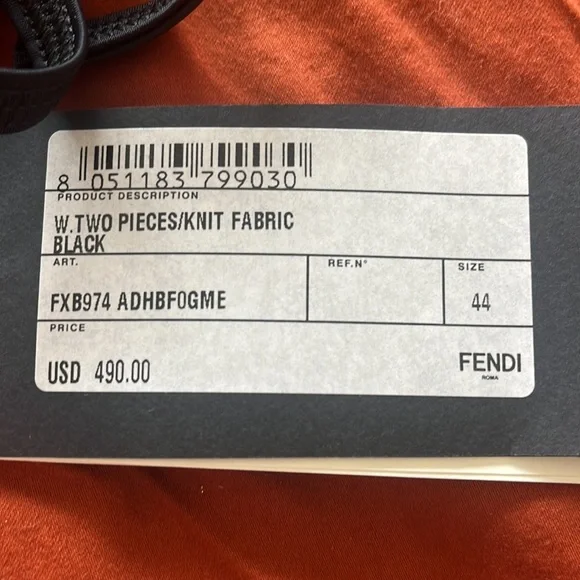 8 051183 799030
PRODUCT DESCRIPTION
W.TWO PIECES/KNIT FABRIC
BLACK
ART. REF.N° SIZE
FXB974 ADHBF0GME 44
PRICE
USD 490.00 FENDI
ROMA